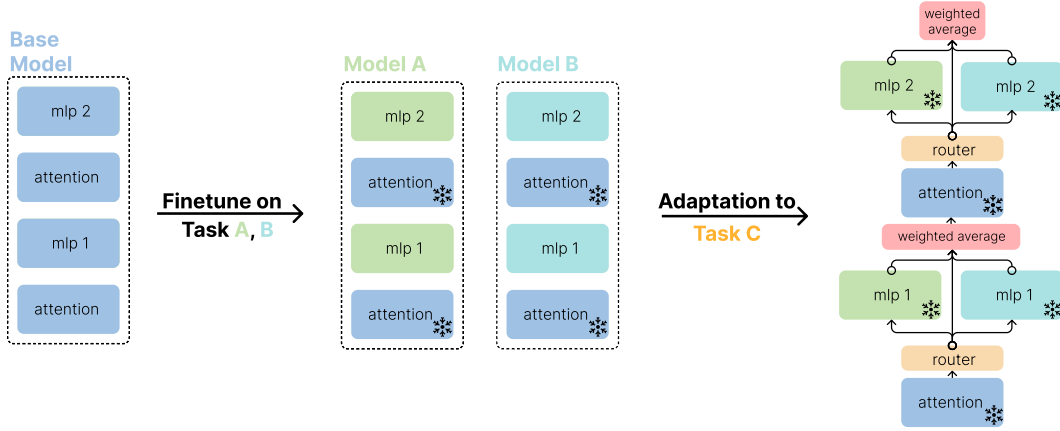 Base
Model
mlp 2
attention
mlp 1
attention
Finetune on
Task A, B
Model A
mlp 2
attention
mlp 1
attention
Model B
mlp 2
attention
mlp 1
attention
Adaptation to
Task C
weighted
average
mlp 2
mlp 2
router
attention
weighted average
mlp 1
mlp 1
router
attention